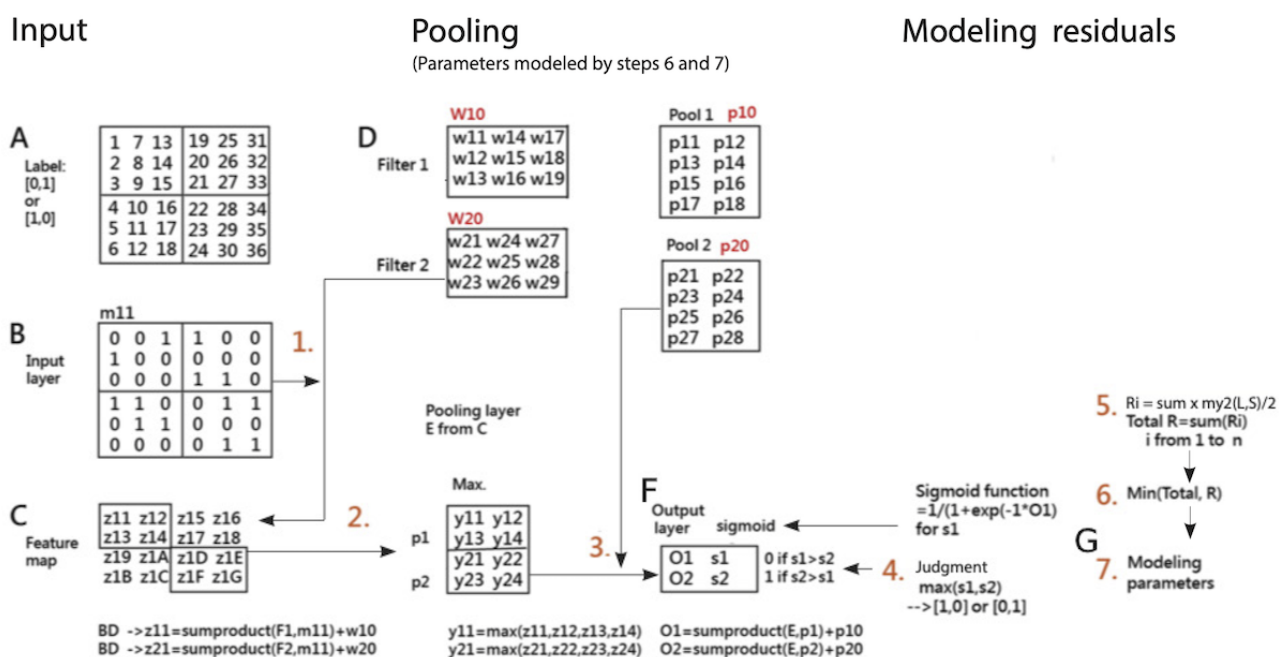 Input
Pooling
(Parameters modeled by steps 6 and 7)
Modeling residuals
A
Label:
[0,1]
or
[1,0]
1 7 13 19 25 31
2 8 14 20 26 32
3 9 15 21 27 33
4 10 16 22 28 34
5 11 17 23 29 35
6 12 18 24 30 36
D
W10
Filter 1
w11 w14 w17
w12 w15 w18
w13 w16 w19
W20
Filter 2
w21 w24 w27
w22 w25 w28
w23 w26 w29
Pool 1 p10
p11 p12
p13 p14
p15 p16
p17 p18
Pool 2 p20
p21 p22
p23 p24
p25 p26
p27 p28
B
Input
layer
m11
0 0 1 1 0 0
1 0 0 0 0 0
0 0 0 1 1 0
1 1 0 0 1 1
0 1 1 0 0 0
0 0 0 0 1 1
1.
Pooling layer
E from C
C
Feature
map
z11 z12 z15 z16
z13 z14 z17 z18
z19 z1A z1D z1E
z1B z1C z1F z1G
2.
Max.
p1
p2
y11 y12
y13 y14
y21 y22
y23 y24
3.
F
Output
layer
sigmoid
O1 s1 0 if s1>s2
O2 s2 1 if s2>s1
Sigmoid function
=1/(1+exp(-1*O1)
for s1
4. Judgment
max(s1,s2)
-->[1,0] or [0,1]
5. Ri = sum x my2(L,S)/2
Total R=sum(Ri)
i from 1 to n
6. Min(Total, R)
G
7. Modeling
parameters
BD ->z11=sumproduct(F1,m11)+w10
BD ->z21=sumproduct(F2,m11)+w20
y11=max(z11,z12,z13,z14)
y21=max(z21,z22,z23,z24)
O1=sumproduct(E,p1)+p10
O2=sumproduct(E,p2)+p20